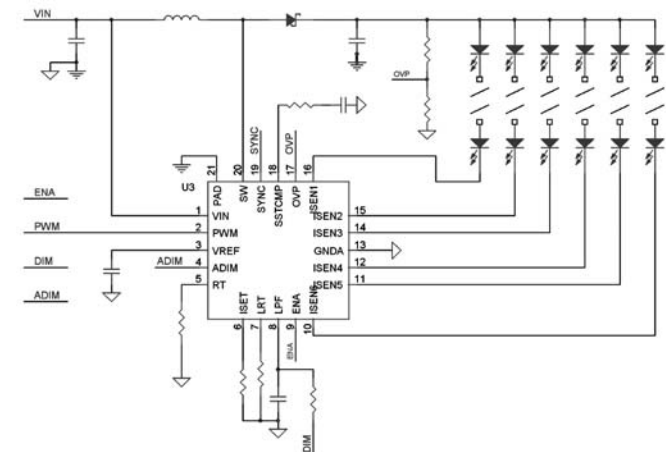 VIN
OVP
SYNC
OVP
21
20
19
18
17
16
U3
PAD
SW
SYNC
SSTCMP
OVP
ISEN1
ENA
1
VIN
ISEN2
15
PWM
2
PWM
ISEN3
14
3
VREF
GNDA
13
DIM
ADIM
4
ADIM
ISEN4
12
5
RT
ISEN5
11
ADIM
ISET
LRT
LPF
ENA
ISEN6
6
7
8
9
10
ENA
DIM